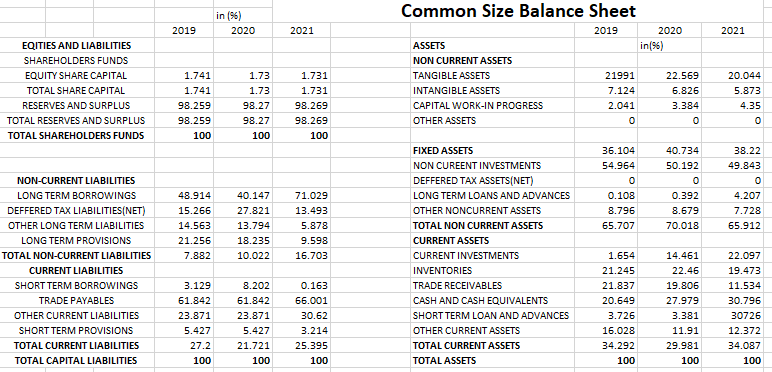 in (%) Common Size Balance Sheet
2019 2020 2021 2019 2020 2021
EQITIES AND LIABILITIES ASSETS in(%)
SHAREHOLDERS FUNDS NON CURRENT ASSETS
EQUITY SHARE CAPITAL 1.741 1.73 1.731 TANGIBLE ASSETS 21991 22.569 20.044
TOTAL SHARE CAPITAL 1.741 1.73 1.731 INTANGIBLE ASSETS 7.124 6.826 5.873
RESERVES AND SURPLUS 98.259 98.27 98.269 CAPITAL WORK-IN PROGRESS 2.041 3.384 4.35
TOTAL RESERVES AND SURPLUS 98.259 98.27 98.269 OTHER ASSETS 0 0 0
TOTAL SHAREHOLDERS FUNDS 100 100 100
FIXED ASSETS 36.104 40.734 38.22
NON CUREENT INVESTMENTS 54.964 50.192 49.843
NON-CURRENT LIABILITIES DEFFERED TAX ASSETS(NET) 0 0 0
LONG TERM BORROWINGS 48.914 40.147 71.029 LONG TERM LOANS AND ADVANCES 0.108 0.392 4.207
DEFFERED TAX LIABILITIES(NET) 15.266 27.821 13.493 OTHER NONCURRENT ASSETS 8.796 8.679 7.728
OTHER LONG TERM LIABILITIES 14.563 13.794 5.878 TOTAL NON CURRENT ASSETS 65.707 70.018 65.912
LONG TERM PROVISIONS 21.256 18.235 9.598 CURRENT ASSETS
TOTAL NON-CURRENT LIABILITIES 7.882 10.022 16.703 CURRENT INVESTMENTS 1.654 14.461 22.097
CURRENT LIABILITIES INVENTORIES 21.245 22.46 19.473
SHORT TERM BORROWINGS 3.129 8.202 0.163 TRADE RECEIVABLES 21.837 19.806 11.534
TRADE PAYABLES 61.842 61.842 66.001 CASH AND CASH EQUIVALENTS 20.649 27.979 30.796
OTHER CURRENT LIABILITIES 23.871 23.871 30.62 SHORT TERM LOAN AND ADVANCES 3.726 3.381 30726
SHORT TERM PROVISIONS 5.427 5.427 3.214 OTHER CURRENT ASSETS 16.028 11.91 12.372
TOTAL CURRENT LIABILITIES 27.2 21.721 25.395 TOTAL CURRENT ASSETS 34.292 29.981 34.087
TOTAL CAPITAL LIABILITIES 100 100 100 TOTAL ASSETS 100 100 100